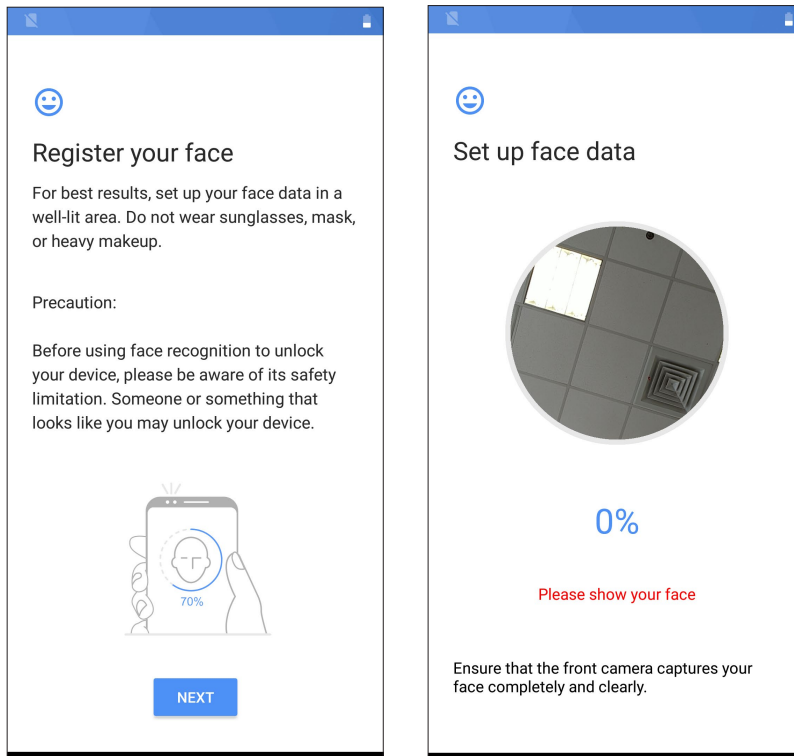 Register your face
For best results, set up your face data in a
well-lit area. Do not wear sunglasses, mask,
or heavy makeup.
Precaution:
Before using face recognition to unlock
your device, please be aware of its safety
limitation. Someone or something that
looks like you may unlock your device.
70%
NEXT
Set up face data
0%
Please show your face
Ensure that the front camera captures your
face completely and clearly.